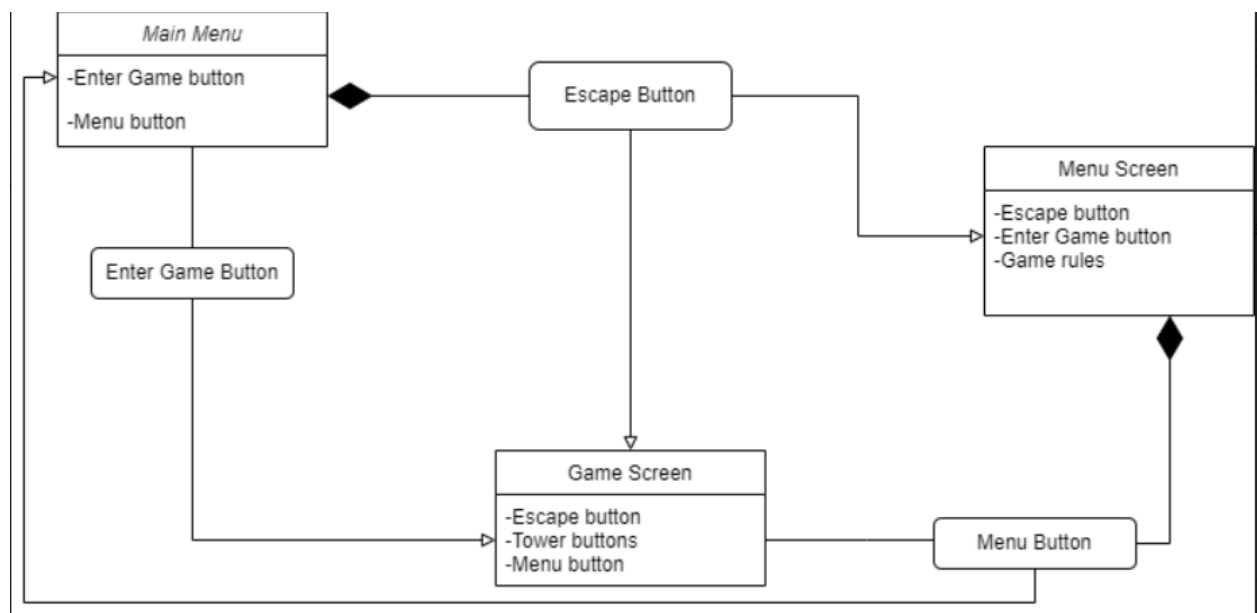 Main Menu
-Enter Game button
-Menu button
Escape Button
Menu Screen
-Escape button
-Enter Game button
-Game rules
Enter Game Button
Game Screen
-Escape button
-Tower buttons
-Menu button
Menu Button